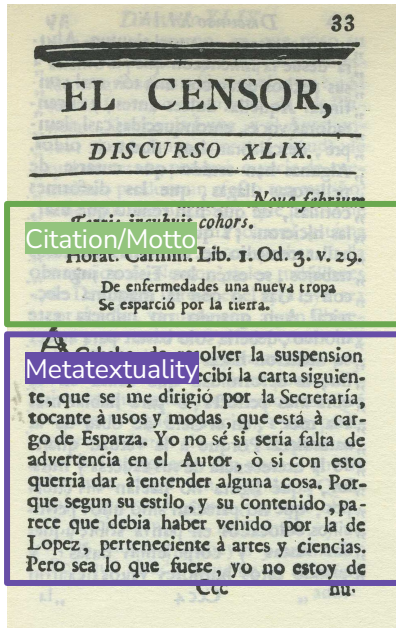 33
EL CENSOR,
DISCURSO XLIX.
Nova febrium
Terris incubuit cohors.
Citation/Motto
Horat. Carmin. Lib. 1. Od. 3. v. 29.
De enfermedades una nueva tropa
Se esparció por la tierra.
A
olver la suspension
Metatextuality
recibí la carta siguien-
te, que se me dirigió por la Secretaría,
tocante à usos y modas, que está à car-
go de Esparza. Yo no sé si seria falta de
advertencia en el Autor, ò si con esto
querria dar à entender alguna cosa. Por-
que segun su estilo, y su contenido, pa-
rece que debia haber venido por la de
Lopez, perteneciente à artes y ciencias.
Pero sea lo que fuere, yo no estoy de
Ccc nu-